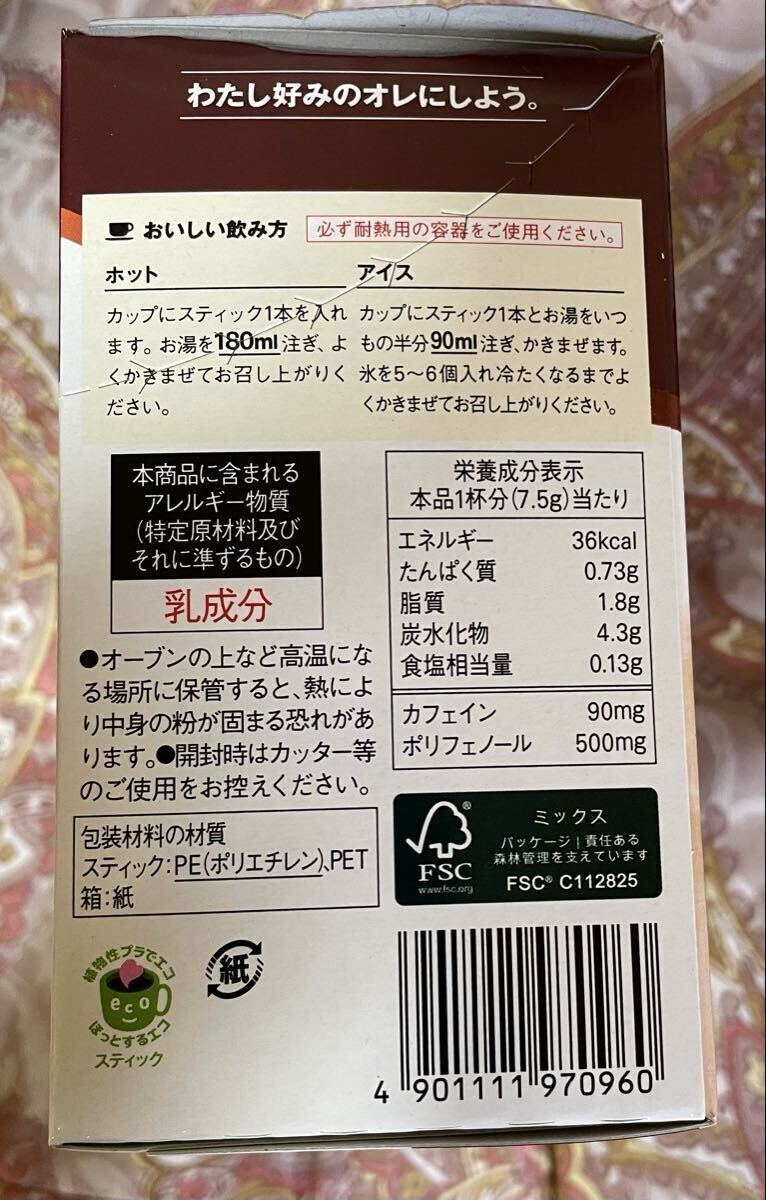 わたし好みのオレにしよう。
おいしい飲み方
必ず耐熱用の容器をご使用ください。
ホット
カップにスティック1本を入れ
ます。お湯を180ml注ぎ、よ
くかきまぜてお召し上がりく
ださい。
アイス
カップにスティック1本とお湯をいつ
もの半分90ml注ぎ、かきまぜます。
氷を5～6個入れ冷たくなるまでよ
くかきまぜてお召し上がりください。
本商品に含まれる
アレルギー物質
(特定原材料及び
それに準ずるもの)
乳成分
●オーブンの上など高温にな
る場所に保管すると、熱によ
り中身の粉が固まる恐れがあ
ります。●開封時はカッター等
のご使用をお控えください。
栄養成分表示
本品1杯分(7.5g)当たり
エネルギー 36kcal
たんぱく質 0.73g
脂質 1.8g
炭水化物 4.3g
食塩相当量 0.13g
カフェイン 90mg
ポリフェノール 500mg
包装材料の材質
スティック:PE(ポリエチレン)、PET
箱:紙
FSC
www.fsc.org
ミックス
パッケージ|責任ある
森林管理を支えています
FSC® C112825
植物性プラでエコ
eco
ほっとするエコ
スティック
紙
4 901111 970960